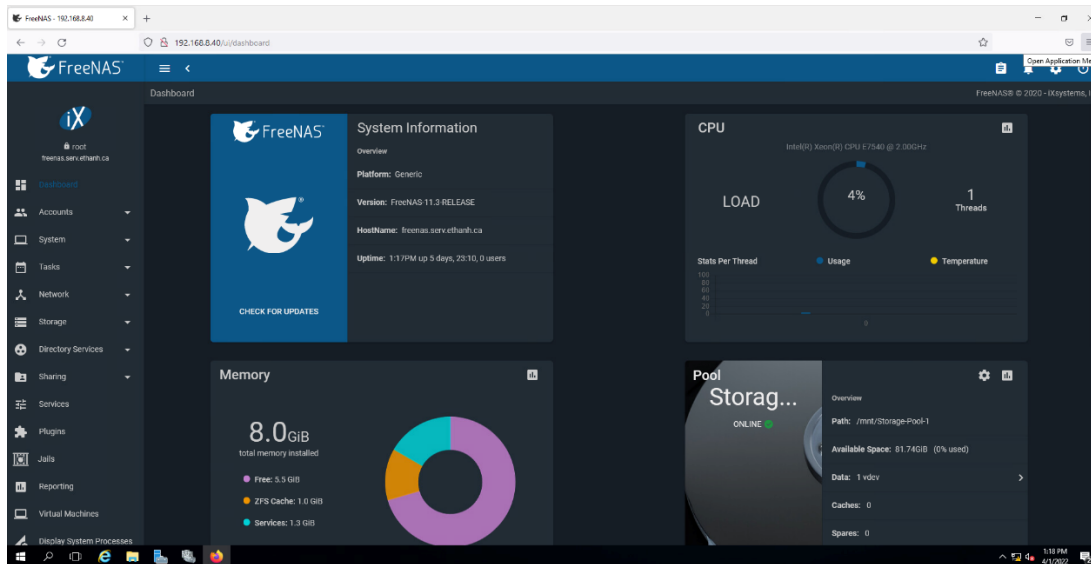 FreeNAS - 192.168.8.40
192.168.8.40/ui/dashboard
Open Application Me
FreeNAS
Dashboard
FreeNAS® © 2020 - iXsystems, I
iX
root
freenas.serv.ethanh.ca
Dashboard
Accounts
System
Tasks
Network
Storage
Directory Services
Sharing
Services
Plugins
Jails
Reporting
Virtual Machines
Display System Processes
FreeNAS
CHECK FOR UPDATES
System Information
Overview
Platform: Generic
Version: FreeNAS-11.3-RELEASE
HostName: freenas.serv.ethanh.ca
Uptime: 1:17PM up 5 days, 23:10, 0 users
CPU
Intel(R) Xeon(R) CPU E7540 @ 2.00GHz
LOAD
4%
1
Threads
Stats Per Thread
Usage
Temperature
100
80
60
40
20
0
0
Memory
8.0 GiB
total memory installed
Free: 5.5 GiB
ZFS Cache: 1.0 GiB
Services: 1.3 GiB
Pool
Storag...
ONLINE
Overview
Path: /mnt/Storage-Pool-1
Available Space: 81.74GiB (0% used)
Data: 1 vdev
Caches: 0
Spares: 0
1:18 PM
4/1/2022